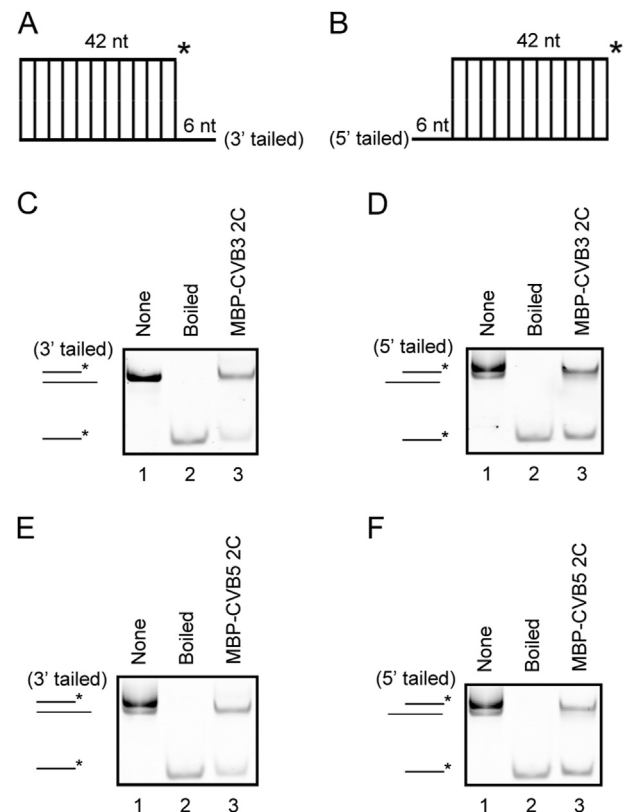 A
42 nt
*
6 nt
(3' tailed)
B
42 nt
*
(5' tailed)
6 nt
C
None
Boiled
MBP-CVB3 2C
(3' tailed)
*
*
1 2 3
D
None
Boiled
MBP-CVB3 2C
(5' tailed)
*
*
1 2 3
E
None
Boiled
MBP-CVB5 2C
(3' tailed)
*
*
1 2 3
F
None
Boiled
MBP-CVB5 2C
(5' tailed)
*
*
1 2 3